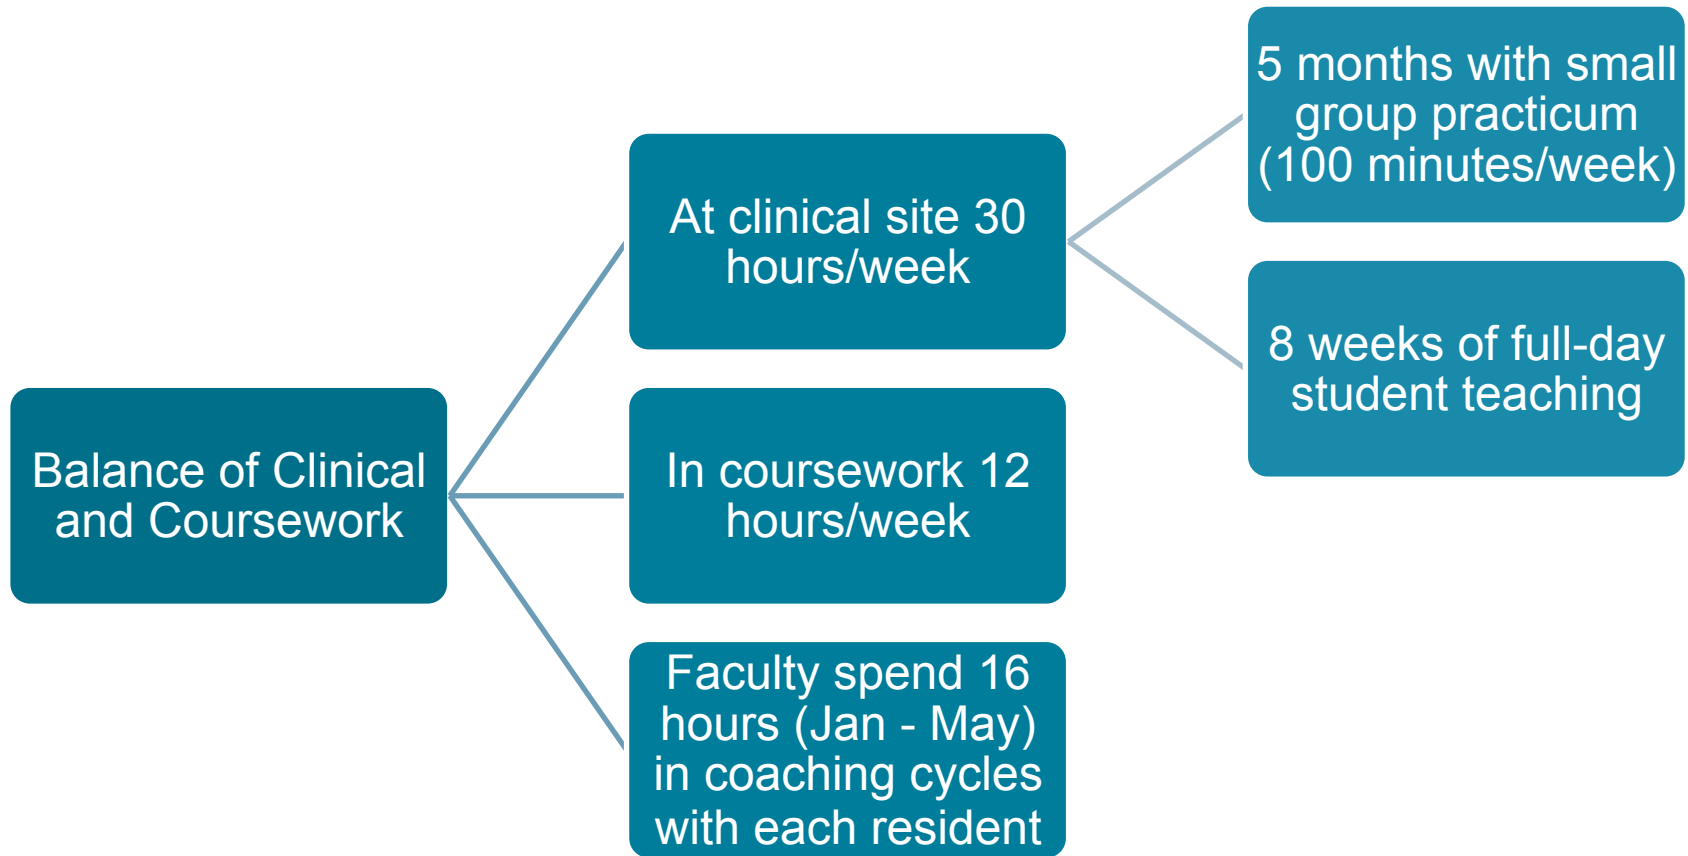 Balance of Clinical
and Coursework
At clinical site 30
hours/week
5 months with small
group practicum
(100 minutes/week)
8 weeks of full-day
student teaching
In coursework 12
hours/week
Faculty spend 16
hours (Jan - May)
in coaching cycles
with each resident